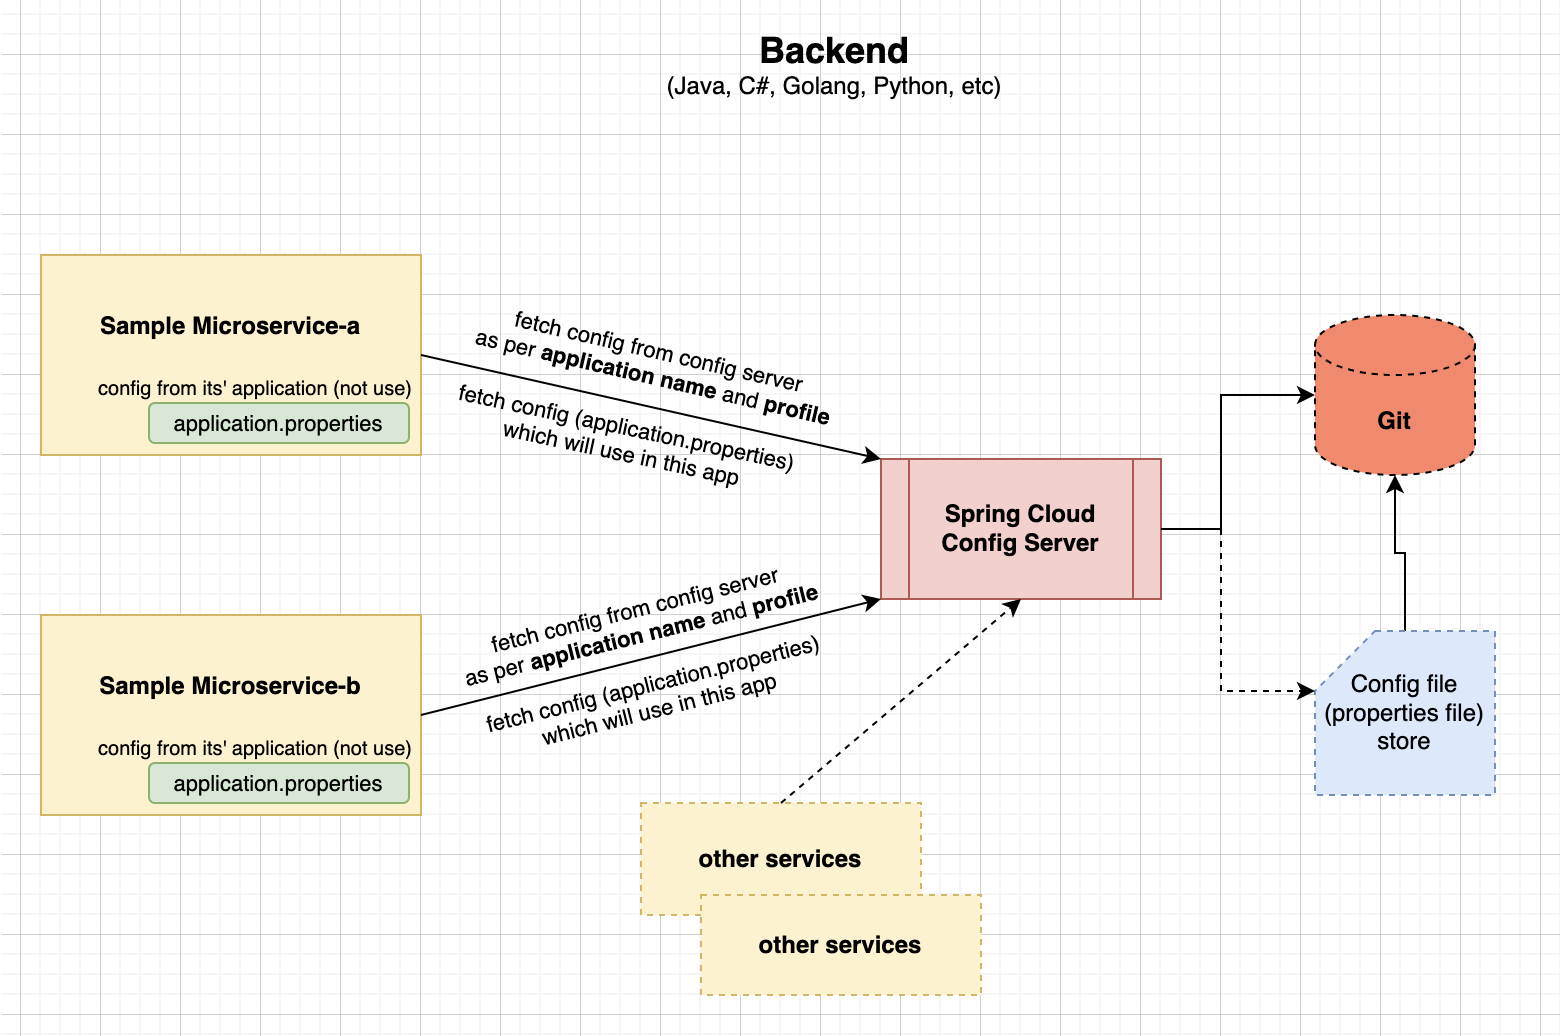 Backend
(Java, C#, Golang, Python, etc)
Sample Microservice-a
config from its' application (not use)
application.properties
fetch config from config server
as per application name and profile
fetch config (application.properties)
which will use in this app
Spring Cloud
Config Server
Git
Sample Microservice-b
config from its' application (not use)
application.properties
fetch config from config server
as per application name and profile
fetch config (application.properties)
which will use in this app
Config file
(properties file)
store
other services
other services